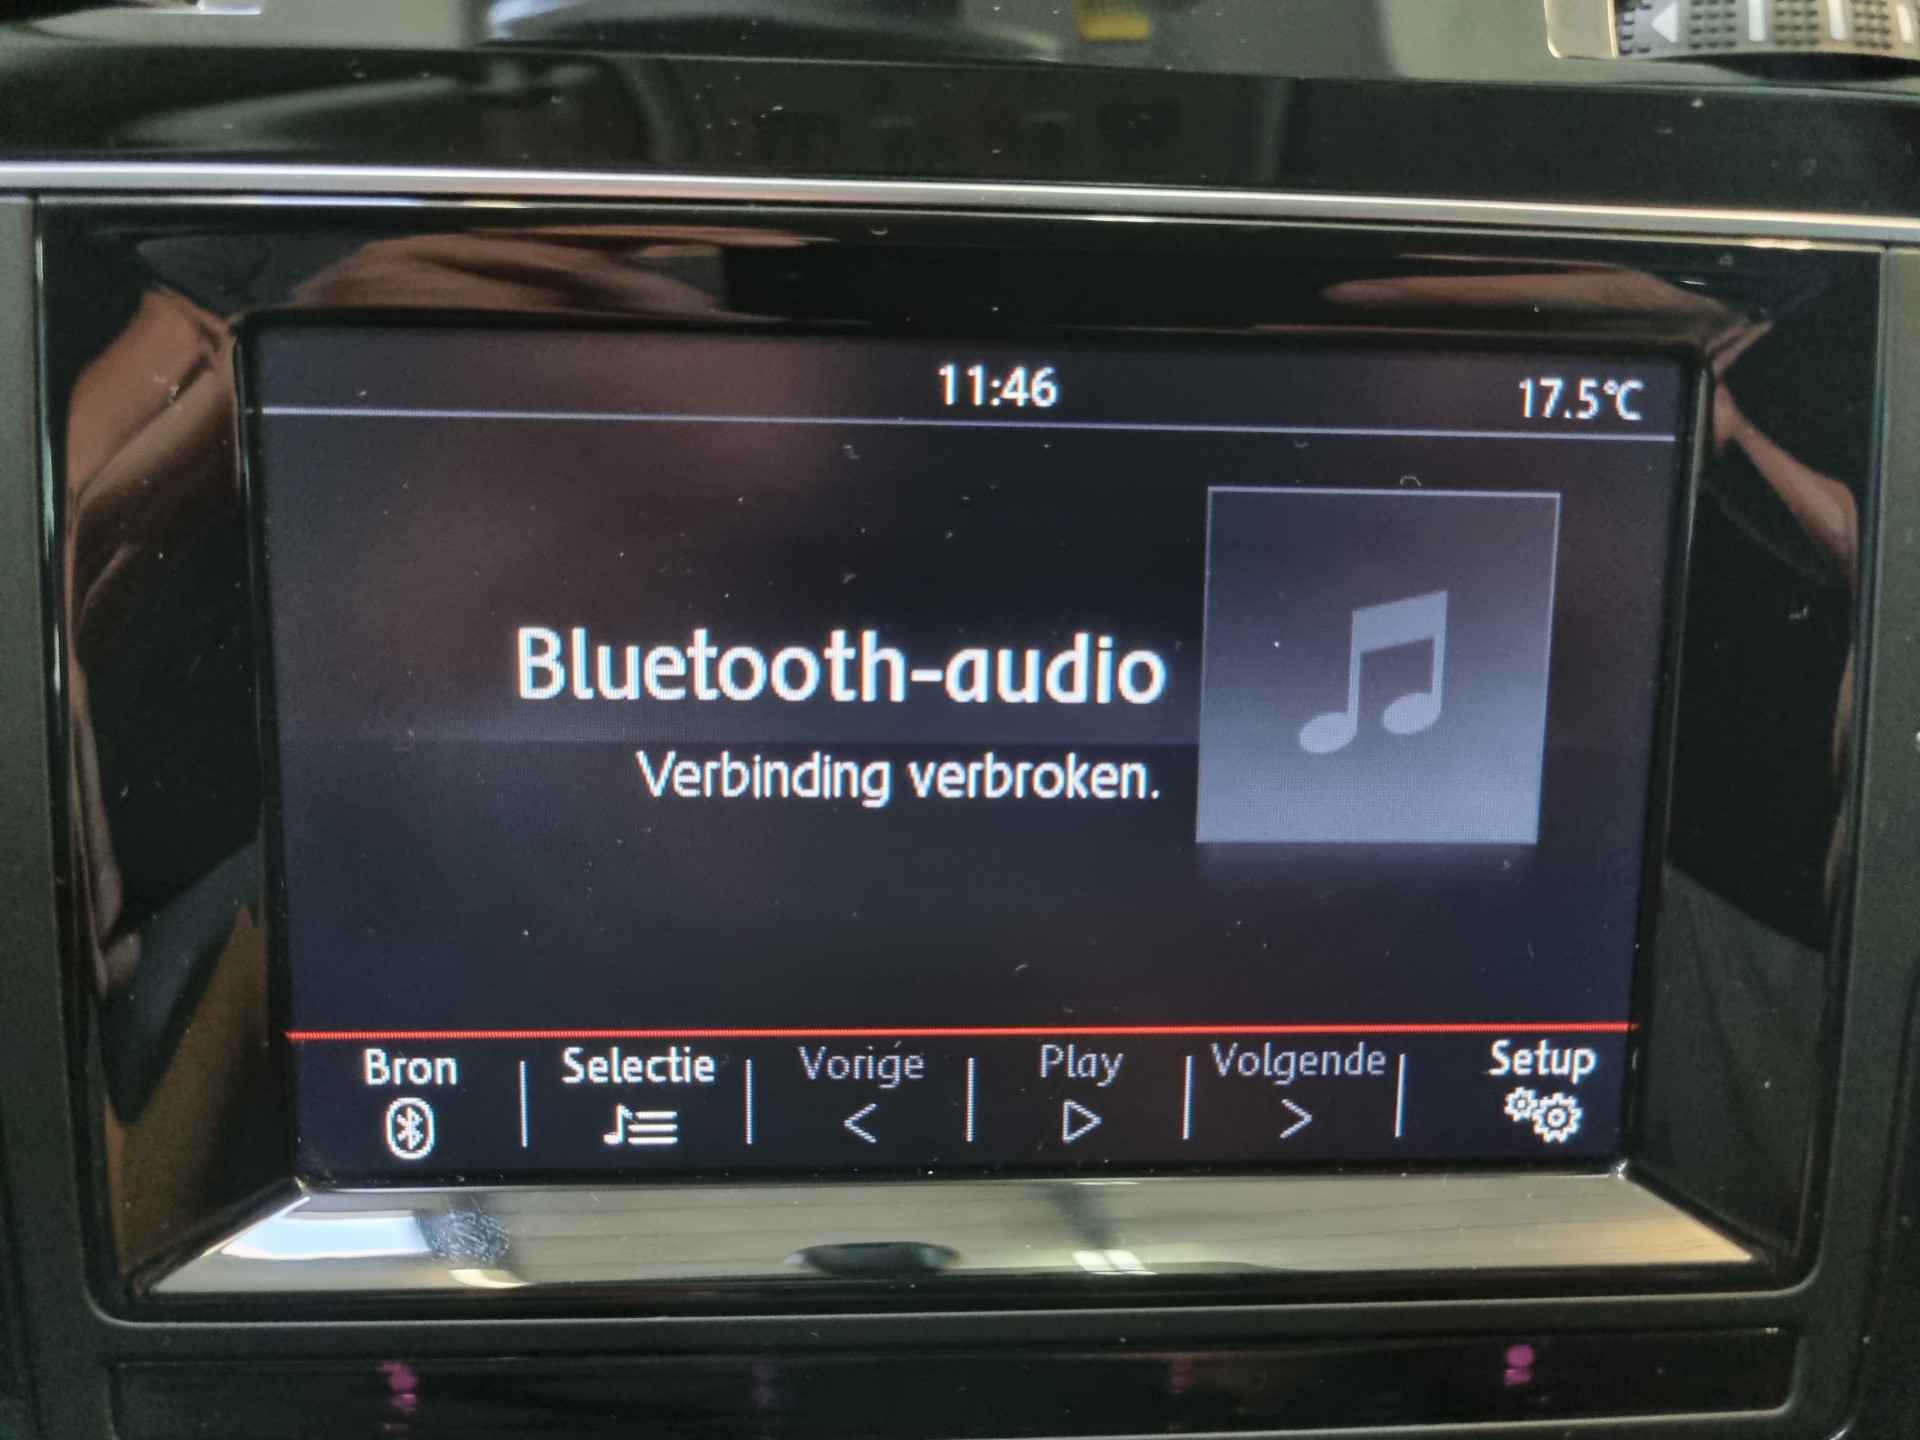 11:46 17.5°C
Bluetooth-audio
Verbinding verbroken.
Bron Selectie Vorige Play Volgende Setup